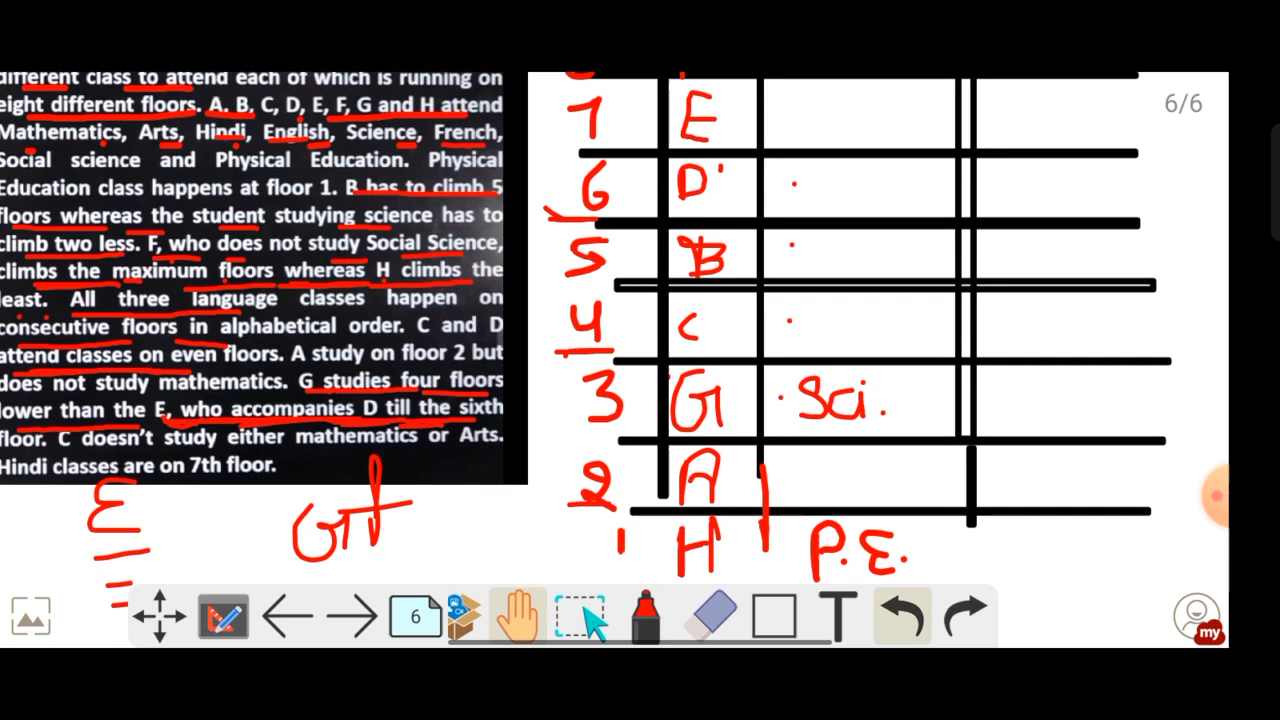 different class to attend each of which is running on
eight different floors. A. B, C, D, E, F, G and H attend
Mathematics, Arts, Hindi, English, Science, French,
Social science and Physical Education. Physical
Education class happens at floor 1. B has to climb 5
floors whereas the student studying science has to
climb two less. F, who does not study Social Science,
climbs the maximum floors whereas H climbs the
least. All three language classes happen on
consecutive floors in alphabetical order. C and D
attend classes on even floors. A study on floor 2 but
does not study mathematics. G studies four floors
lower than the E, who accompanies D till the sixth
floor. C doesn't study either mathematics or Arts.
Hindi classes are on 7th floor.
E
6/6
7 E
6 D
5 B
4 C
3 G Sci.
2 A
1 H P.E.
6
T
my